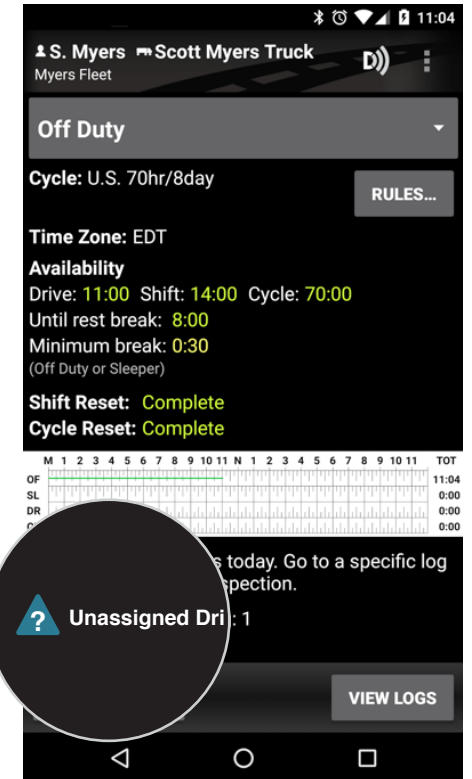 11:04
S. Myers Scott Myers Truck
D))
Myers Fleet
Off Duty
Cycle: U.S. 70hr/8day
RULES...
Time Zone: EDT
Availability
Drive: 11:00 Shift: 14:00 Cycle: 70:00
Until rest break: 8:00
Minimum break: 0:30
(Off Duty or Sleeper)
Shift Reset: Complete
Cycle Reset: Complete
M 1 2 3 4 5 6 7 8 9 10 11 N 1 2 3 4 5 6 7 8 9 10 11 TOT
OF 11:04
SL 0:00
DR 0:00
0:00
today. Go to a specific log
? Unassigned Dri : 1
VIEW LOGS